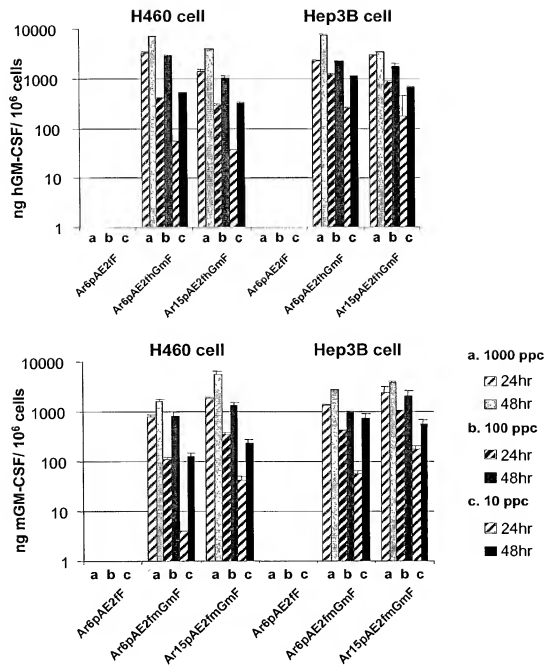 H460 cell Hep3B cell
ng hGM-CSF/ 10⁶ cells
10000
1000
100
10
1
a b c a b c a b c a b c a b c a b c
Ar6pAE2fF Ar6pAE2fhGmF Ar15pAE2fhGmF Ar6pAE2fF Ar6pAE2fhGmF Ar15pAE2fhGmF
H460 cell Hep3B cell
ng mGM-CSF/ 10⁶ cells
10000
1000
100
10
1
a b c a b c a b c a b c a b c a b c
Ar6pAE2fF Ar6pAE2fmGmF Ar15pAE2fmGmF Ar6pAE2fF Ar6pAE2fmGmF Ar15pAE2fmGmF
a. 1000 ppc
24hr
48hr
b. 100 ppc
24hr
48hr
c. 10 ppc
24hr
48hr